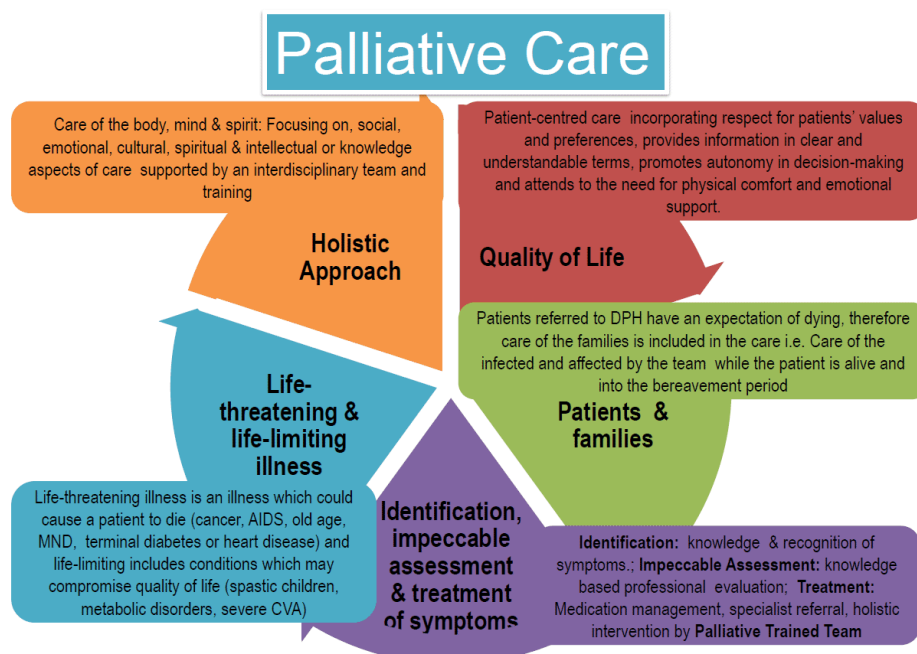 Palliative Care
Care of the body, mind & spirit: Focusing on, social,
emotional, cultural, spiritual & intellectual or knowledge
aspects of care supported by an interdisciplinary team and
training
Holistic
Approach
Patient-centred care incorporating respect for patients' values
and preferences, provides information in clear and
understandable terms, promotes autonomy in decision-making
and attends to the need for physical comfort and emotional
support.
Quality of Life
Patients referred to DPH have an expectation of dying, therefore
care of the families is included in the care i.e. Care of the
infected and affected by the team while the patient is alive and
into the bereavement period
Patients & 
families
Identification,
impeccable
assessment
& treatment
of symptoms
Identification: knowledge & recognition of
symptoms.; Impeccable Assessment: knowledge
based professional evaluation; Treatment:
Medication management, specialist referral, holistic
intervention by Palliative Trained Team
Life-
threatening &
life-limiting
illness
Life-threatening illness is an illness which could
cause a patient to die (cancer, AIDS, old age,
MND, terminal diabetes or heart disease) and
life-limiting includes conditions which may
compromise quality of life (spastic children,
metabolic disorders, severe CVA)